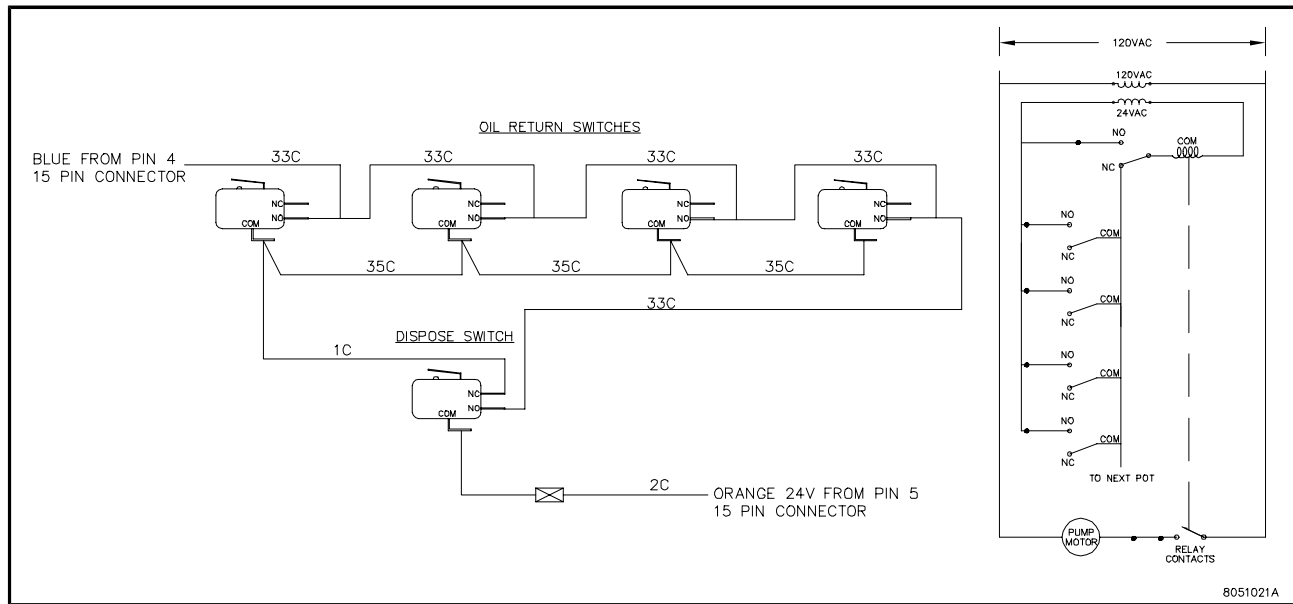 OIL RETURN SWITCHES
BLUE FROM PIN 4
15 PIN CONNECTOR
33C
33C
33C
33C
NC
NO
COM
NC
NO
COM
NC
NO
COM
NC
NO
COM
35C
35C
35C
33C
DISPOSE SWITCH
1C
NC
NO
COM
2C
ORANGE 24V FROM PIN 5
15 PIN CONNECTOR
120VAC
120VAC
24VAC
NO
COM
NC
NO
COM
NC
NO
COM
NC
NO
COM
NC
NO
COM
NC
TO NEXT POT
PUMP
MOTOR
RELAY
CONTACTS
8051021A